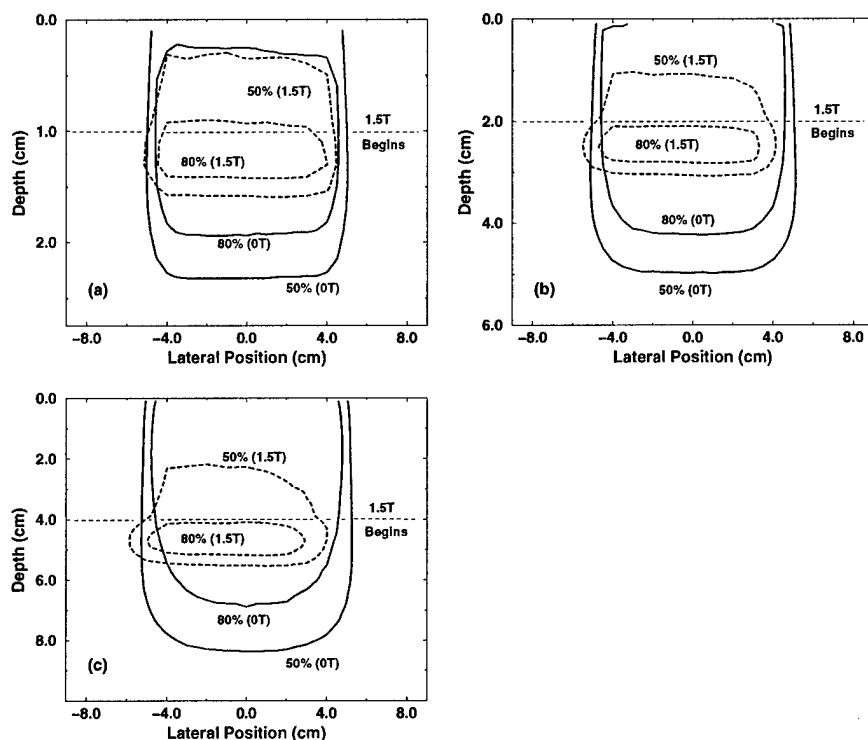 0.0
1.0
2.0
Depth (cm)
50% (1.5T)
80% (1.5T)
1.5T
Begins
80% (0T)
50% (0T)
(a)
−8.0 −4.0 0.0 4.0 8.0
Lateral Position (cm)
0.0
2.0
4.0
6.0
Depth (cm)
50% (1.5T)
1.5T
Begins
80% (1.5T)
80% (0T)
50% (0T)
(b)
−8.0 −4.0 0.0 4.0 8.0
Lateral Position (cm)
0.0
2.0
4.0
6.0
8.0
Depth (cm)
50% (1.5T)
1.5T
Begins
80% (1.5T)
80% (0T)
50% (0T)
(c)
−8.0 −4.0 0.0 4.0 8.0
Lateral Position (cm)